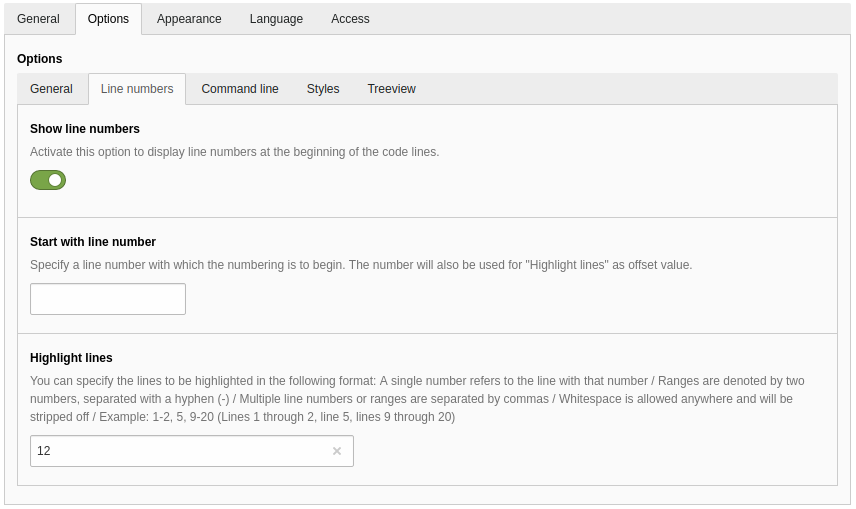 General Options Appearance Language Access
Options
General Line numbers Command line Styles Treeview
Show line numbers
Activate this option to display line numbers at the beginning of the code lines.
Start with line number
Specify a line number with which the numbering is to begin. The number will also be used for "Highlight lines" as offset value.
Highlight lines
You can specify the lines to be highlighted in the following format: A single number refers to the line with that number / Ranges are denoted by two
numbers, separated with a hyphen (-) / Multiple line numbers or ranges are separated by commas / Whitespace is allowed anywhere and will be
stripped off / Example: 1-2, 5, 9-20 (Lines 1 through 2, line 5, lines 9 through 20)
12